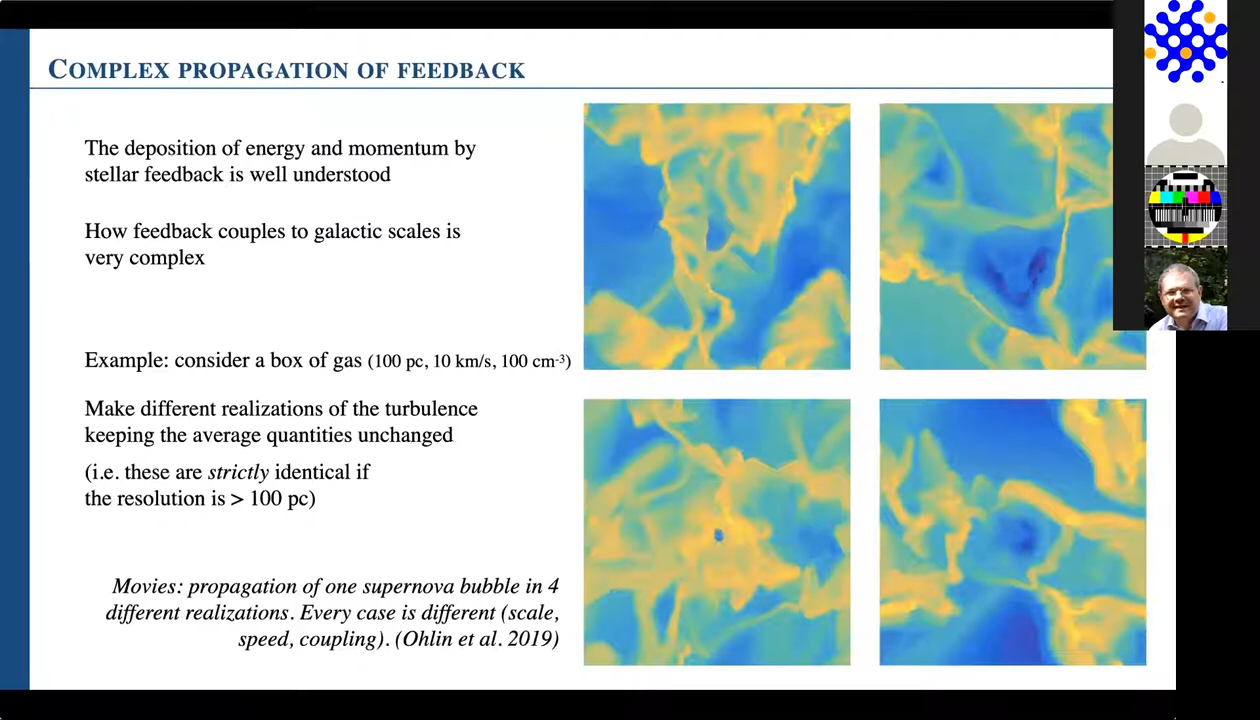 COMPLEX PROPAGATION OF FEEDBACK
The deposition of energy and momentum by
stellar feedback is well understood
How feedback couples to galactic scales is
very complex
Example: consider a box of gas (100 pc, 10 km/s, 100 cm⁻³)
Make different realizations of the turbulence
keeping the average quantities unchanged
(i.e. these are strictly identical if
the resolution is > 100 pc)
Movies: propagation of one supernova bubble in 4
different realizations. Every case is different (scale,
speed, coupling). (Ohlin et al. 2019)